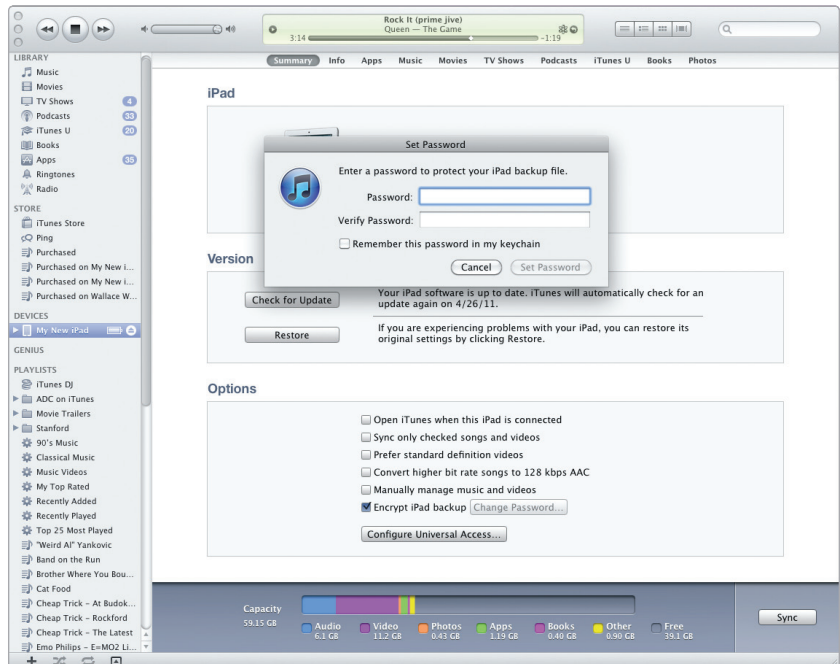 Rock It (prime jive)
Queen — The Game
3:14
-1:19
LIBRARY
Music
Movies
TV Shows 4
Podcasts 33
iTunes U 20
Books
Apps 35
Ringtones
Radio
STORE
iTunes Store
Ping
Purchased
Purchased on My New i...
Purchased on My New i...
Purchased on Wallace W...
DEVICES
My New iPad
GENIUS
PLAYLISTS
iTunes DJ
ADC on iTunes
Movie Trailers
Stanford
90's Music
Classical Music
Music Videos
My Top Rated
Recently Added
Recently Played
Top 25 Most Played
"Weird Al" Yankovic
Band on the Run
Brother Where You Bou...
Cat Food
Cheap Trick – At Budok...
Cheap Trick – Rockford
Cheap Trick – The Latest
Emo Philips – E=MO2 Li...
Summary Info Apps Music Movies TV Shows Podcasts iTunes U Books Photos
iPad
Set Password
Enter a password to protect your iPad backup file.
Password:
Verify Password:
Remember this password in my keychain
Cancel Set Password
Version
Check for Update
Your iPad software is up to date. iTunes will automatically check for an
update again on 4/26/11.
Restore
If you are experiencing problems with your iPad, you can restore its
original settings by clicking Restore.
Options
Open iTunes when this iPad is connected
Sync only checked songs and videos
Prefer standard definition videos
Convert higher bit rate songs to 128 kbps AAC
Manually manage music and videos
Encrypt iPad backup Change Password...
Configure Universal Access...
Capacity
59.15 GB
Audio
6.1 GB
Video
11.2 GB
Photos
0.43 GB
Apps
1.19 GB
Books
0.40 GB
Other
0.90 GB
Free
39.1 GB
Sync